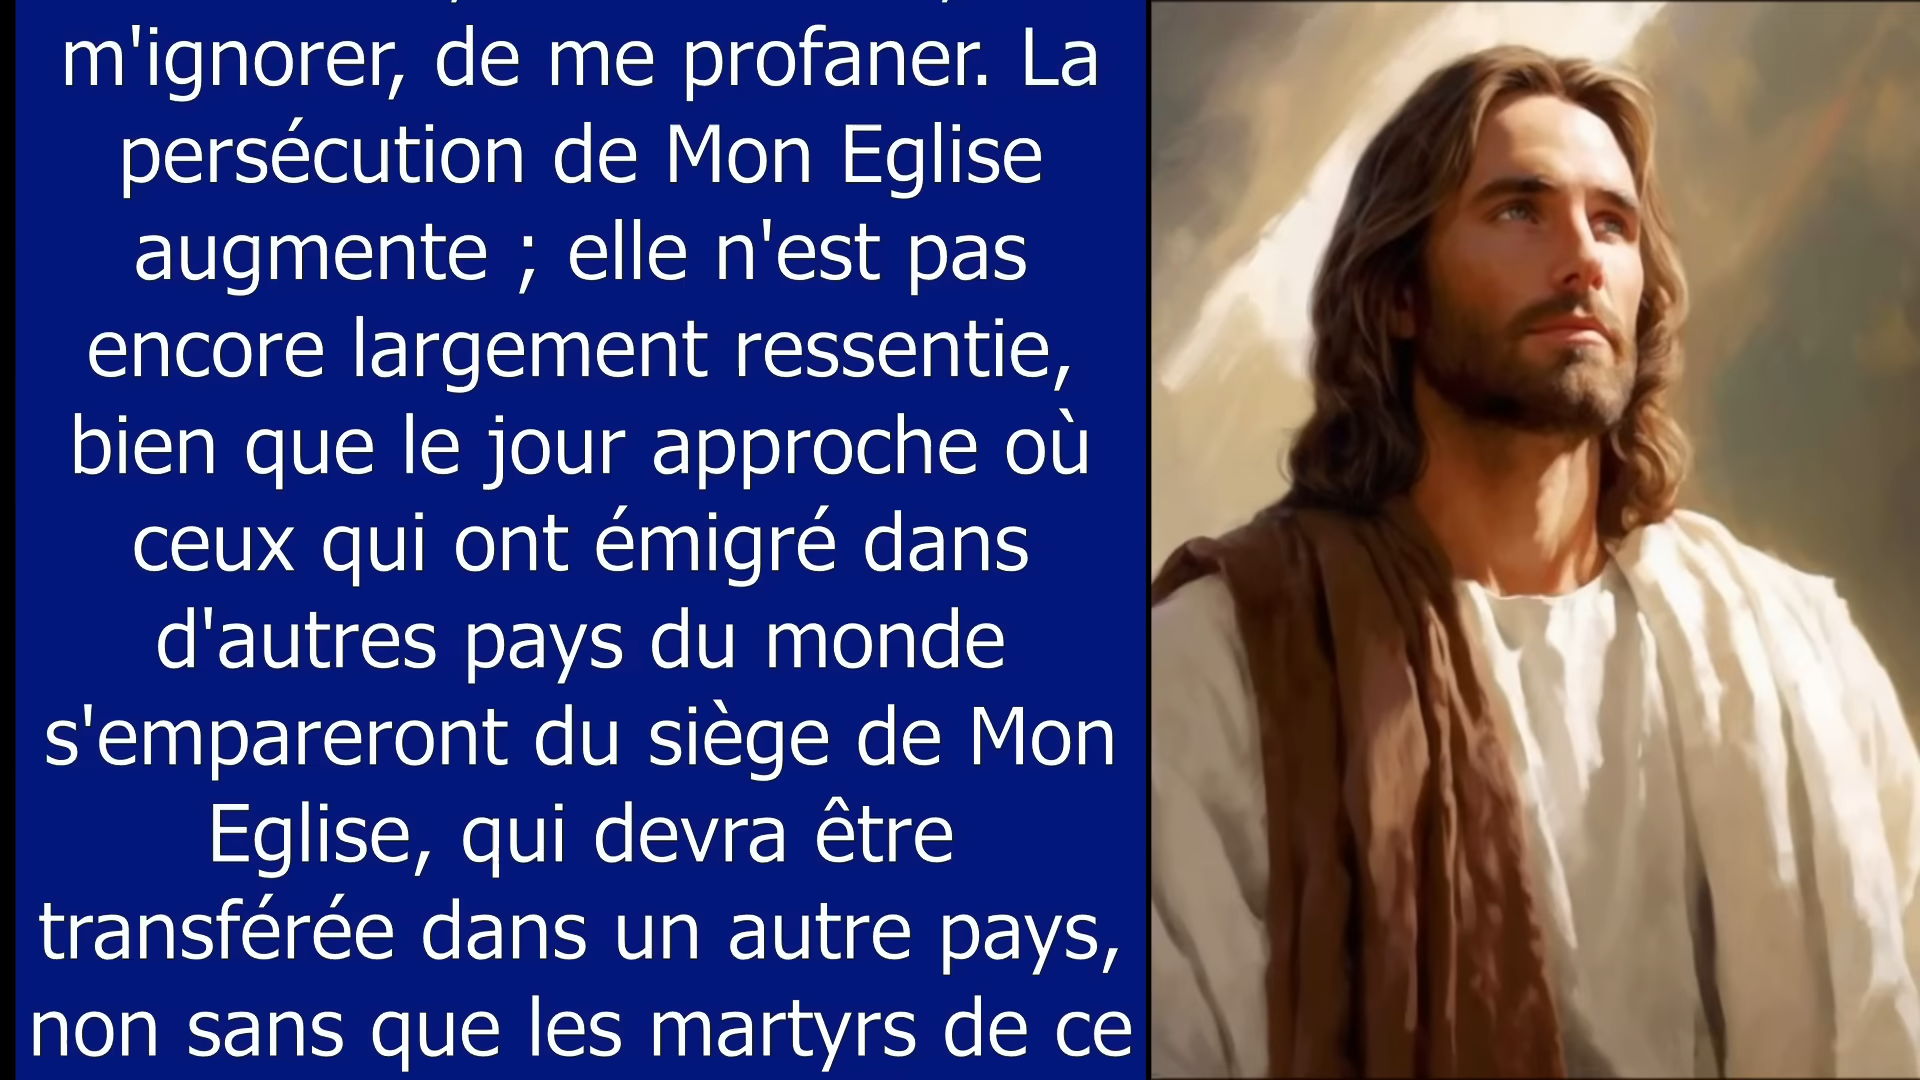 m'ignorer, de me profaner. La
persécution de Mon Eglise
augmente ; elle n'est pas
encore largement ressentie,
bien que le jour approche où
ceux qui ont émigré dans
d'autres pays du monde
s'empareront du siège de Mon
Eglise, qui devra être
transférée dans un autre pays,
non sans que les martyrs de ce